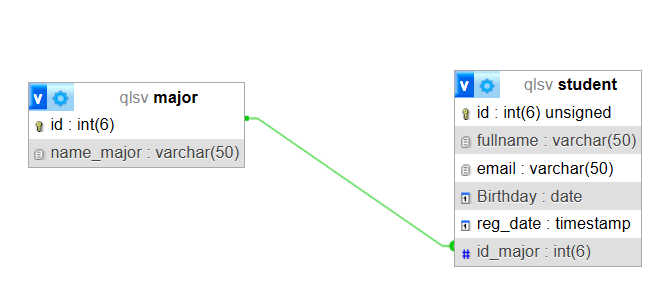 v qlsv major
id : int(6)
name_major : varchar(50)
v qlsv student
id : int(6) unsigned
fullname : varchar(50)
email : varchar(50)
Birthday : date
reg_date : timestamp
# id_major : int(6)